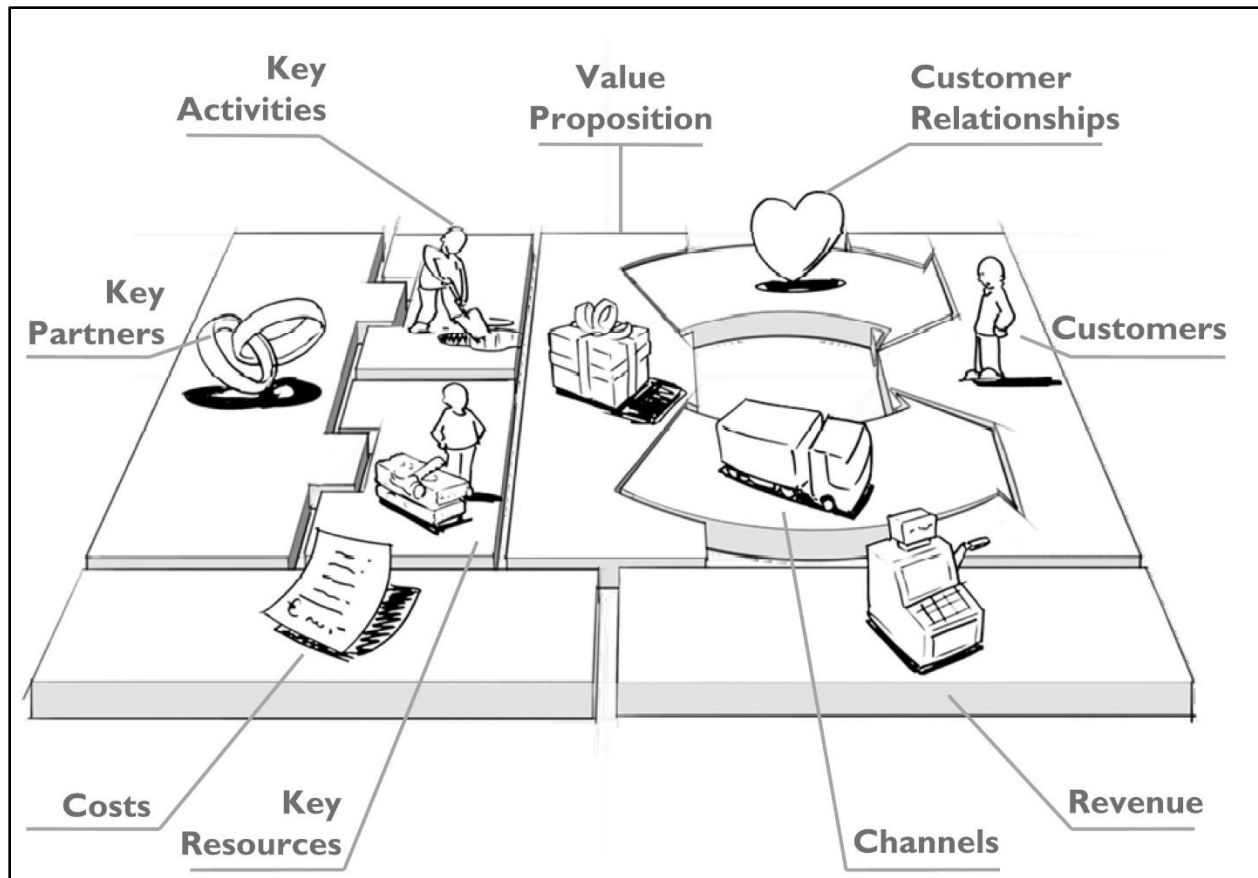 Key
Activities
Value
Proposition
Customer
Relationships
Key
Partners
Customers
Costs
Key
Resources
Channels
Revenue